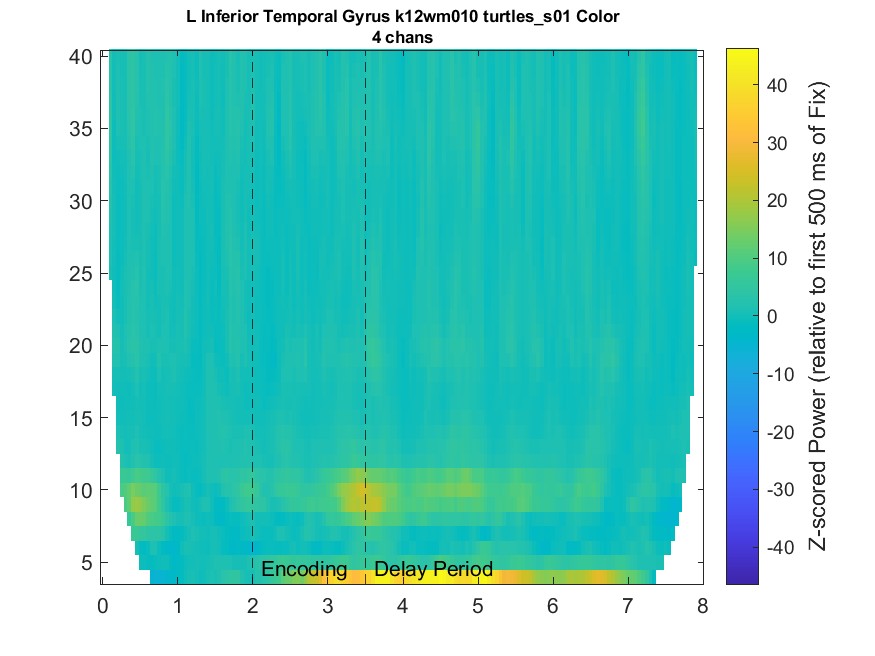 L Inferior Temporal Gyrus k12wm010 turtles_s01 Color
4 chans
40
35
30
25
20
15
10
5
Encoding
Delay Period
0 1 2 3 4 5 6 7 8
40
30
20
10
0
-10
-20
-30
-40
Z-scored Power (relative to first 500 ms of Fix)